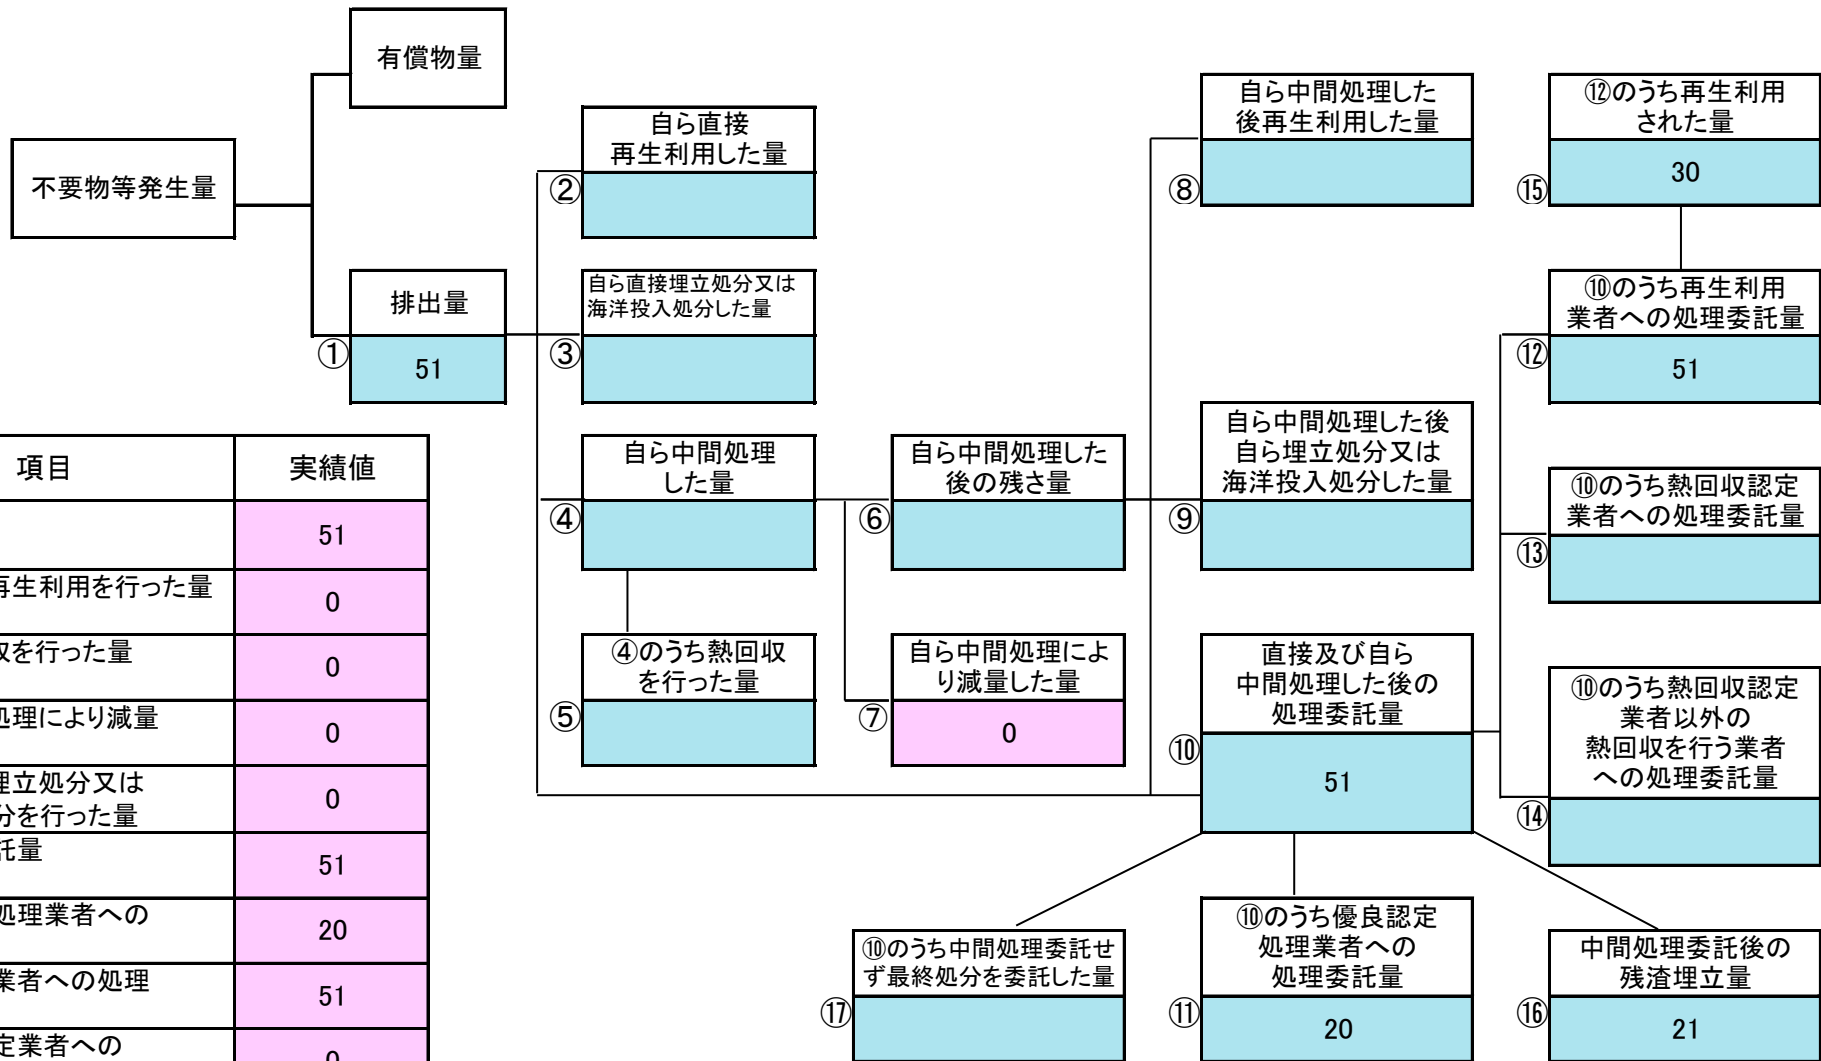 有償物量
不要物等発生量
排出量
①
51
自ら直接
再生利用した量
②
自ら直接埋立処分又は
海洋投入処分した量
③
自ら中間処理
した量
④
④のうち熱回収
を行った量
⑤
自ら中間処理した
後の残さ量
⑥
自ら中間処理によ
り減量した量
⑦
0
自ら中間処理した
後再生利用した量
⑧
自ら中間処理した後
自ら埋立処分又は
海洋投入処分した量
⑨
直接及び自ら
中間処理した後の
処理委託量
⑩
51
⑫のうち再生利用
された量
⑮
30
⑩のうち再生利用
業者への処理委託量
⑫
51
⑩のうち熱回収認定
業者への処理委託量
⑬
⑩のうち熱回収認定
業者以外の
熱回収を行う業者
への処理委託量
⑭
⑩のうち中間処理委託せ
ず最終処分を委託した量
⑰
⑩のうち優良認定
処理業者への
処理委託量
⑪
20
中間処理委託後の
残渣埋立量
⑯
21
項目 実績値
51
再生利用を行った量
0
を行った量
0
処理により減量
0
埋立処分又は
分を行った量
0
託量
51
処理業者への
20
業者への処理
51
定業者への
0